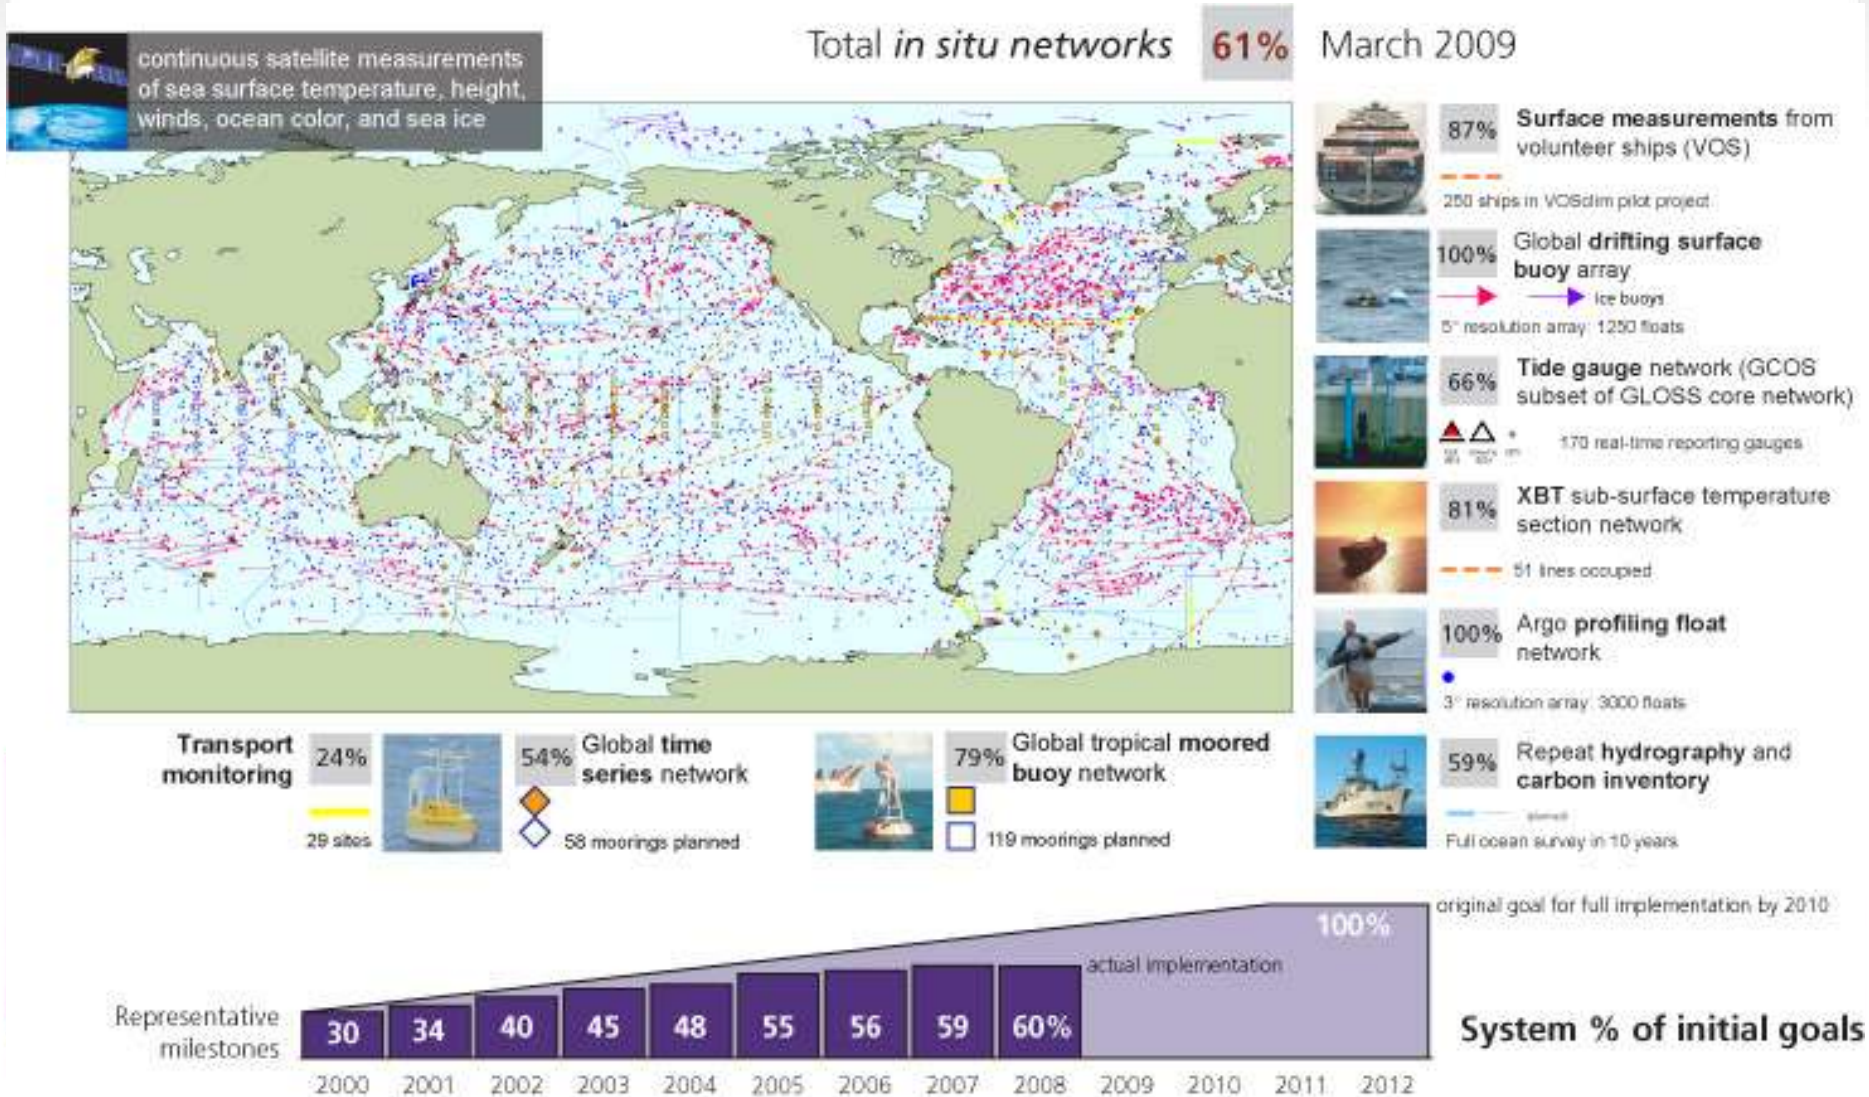 continuous satellite measurements
of sea surface temperature, height,
winds, ocean color, and sea ice
Total in situ networks 61% March 2009
87% Surface measurements from
volunteer ships (VOS)
250 ships in VOSclim pilot project
100% Global drifting surface
buoy array
Ice buoys
5° resolution array: 1250 floats
66% Tide gauge network (GCOS
subset of GLOSS core network)
170 real-time reporting gauges
81% XBT sub-surface temperature
section network
51 lines occupied
100% Argo profiling float
network
3° resolution array: 3000 floats
59% Repeat hydrography and
carbon inventory
Full ocean survey in 10 years
Transport
monitoring
24%
29 sites
54% Global time
series network
58 moorings planned
79% Global tropical moored
buoy network
119 moorings planned
original goal for full implementation by 2010
100%
actual implementation
Representative
milestones
30 34 40 45 48 55 56 59 60%
System % of initial goals
2000 2001 2002 2003 2004 2005 2006 2007 2008 2009 2010 2011 2012